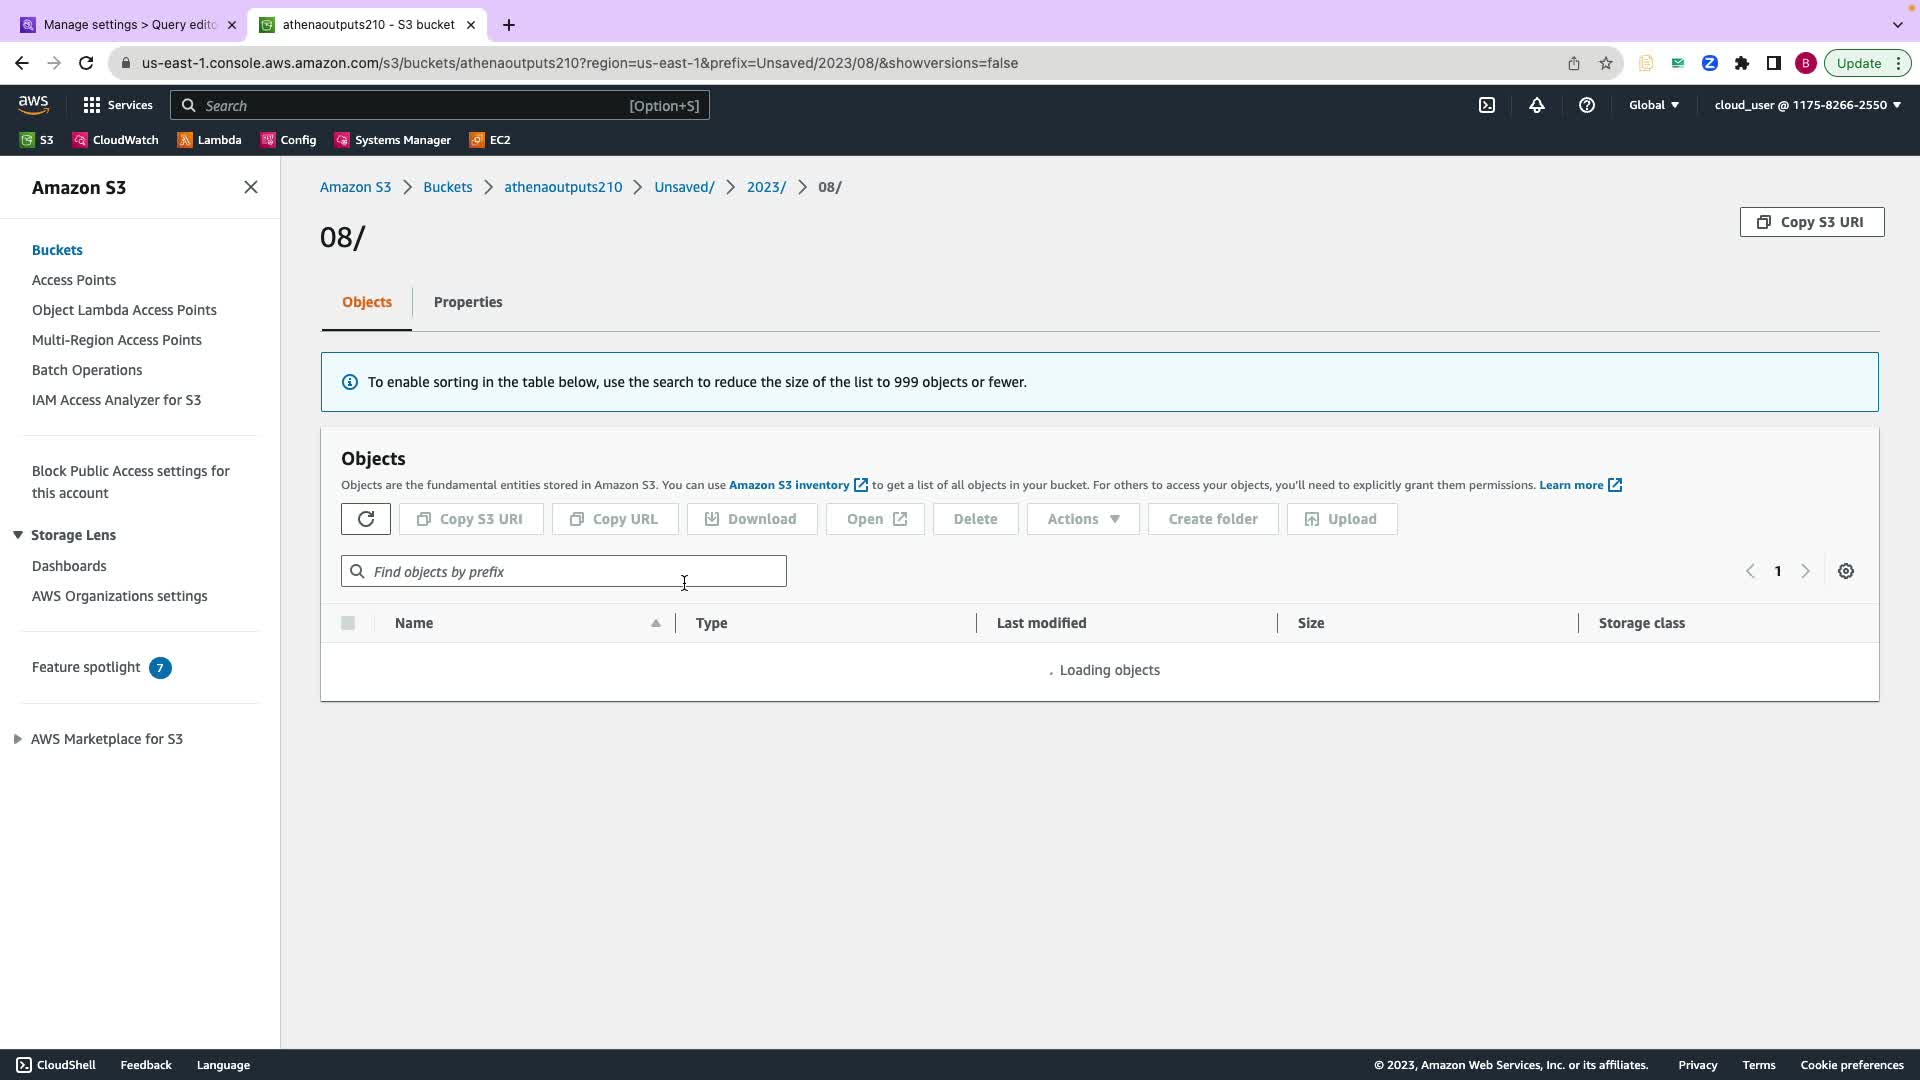 Manage settings > Query edito
athenaoutputs210 - S3 bucket
us-east-1.console.aws.amazon.com/s3/buckets/athenaoutputs210?region=us-east-1&prefix=Unsaved/2023/08/&showversions=false
Z
B
Update
aws
Services
Search
[Option+S]
Global
cloud_user @ 1175-8266-2550
S3
CloudWatch
Lambda
Config
Systems Manager
EC2
Amazon S3
Buckets
Access Points
Object Lambda Access Points
Multi-Region Access Points
Batch Operations
IAM Access Analyzer for S3
Block Public Access settings for
this account
Storage Lens
Dashboards
AWS Organizations settings
Feature spotlight 7
AWS Marketplace for S3
Amazon S3 > Buckets > athenaoutputs210 > Unsaved/ > 2023/ > 08/
08/
Copy S3 URI
Objects
Properties
To enable sorting in the table below, use the search to reduce the size of the list to 999 objects or fewer.
Objects
Objects are the fundamental entities stored in Amazon S3. You can use Amazon S3 inventory to get a list of all objects in your bucket. For others to access your objects, you'll need to explicitly grant them permissions. Learn more
Copy S3 URI
Copy URL
Download
Open
Delete
Actions
Create folder
Upload
Find objects by prefix
1
Name
Type
Last modified
Size
Storage class
. Loading objects
CloudShell
Feedback
Language
© 2023, Amazon Web Services, Inc. or its affiliates.
Privacy
Terms
Cookie preferences